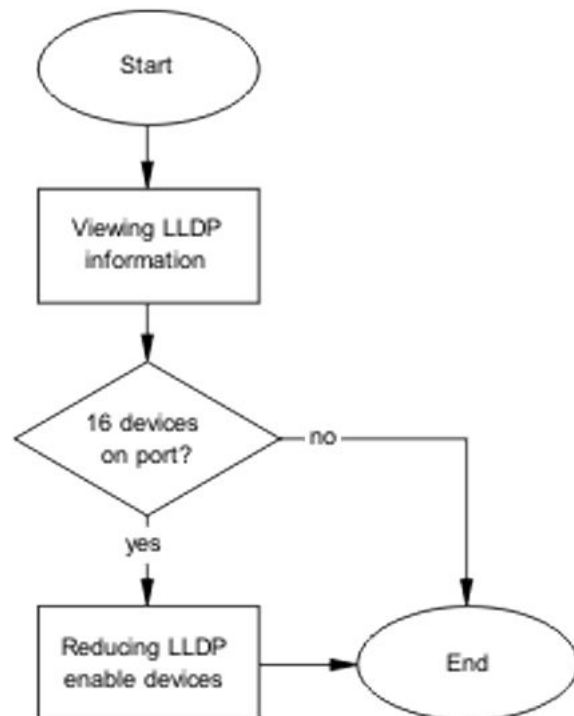 Start
Viewing LLDP
information
16 devices
on port?
no
yes
Reducing LLDP
enable devices
End